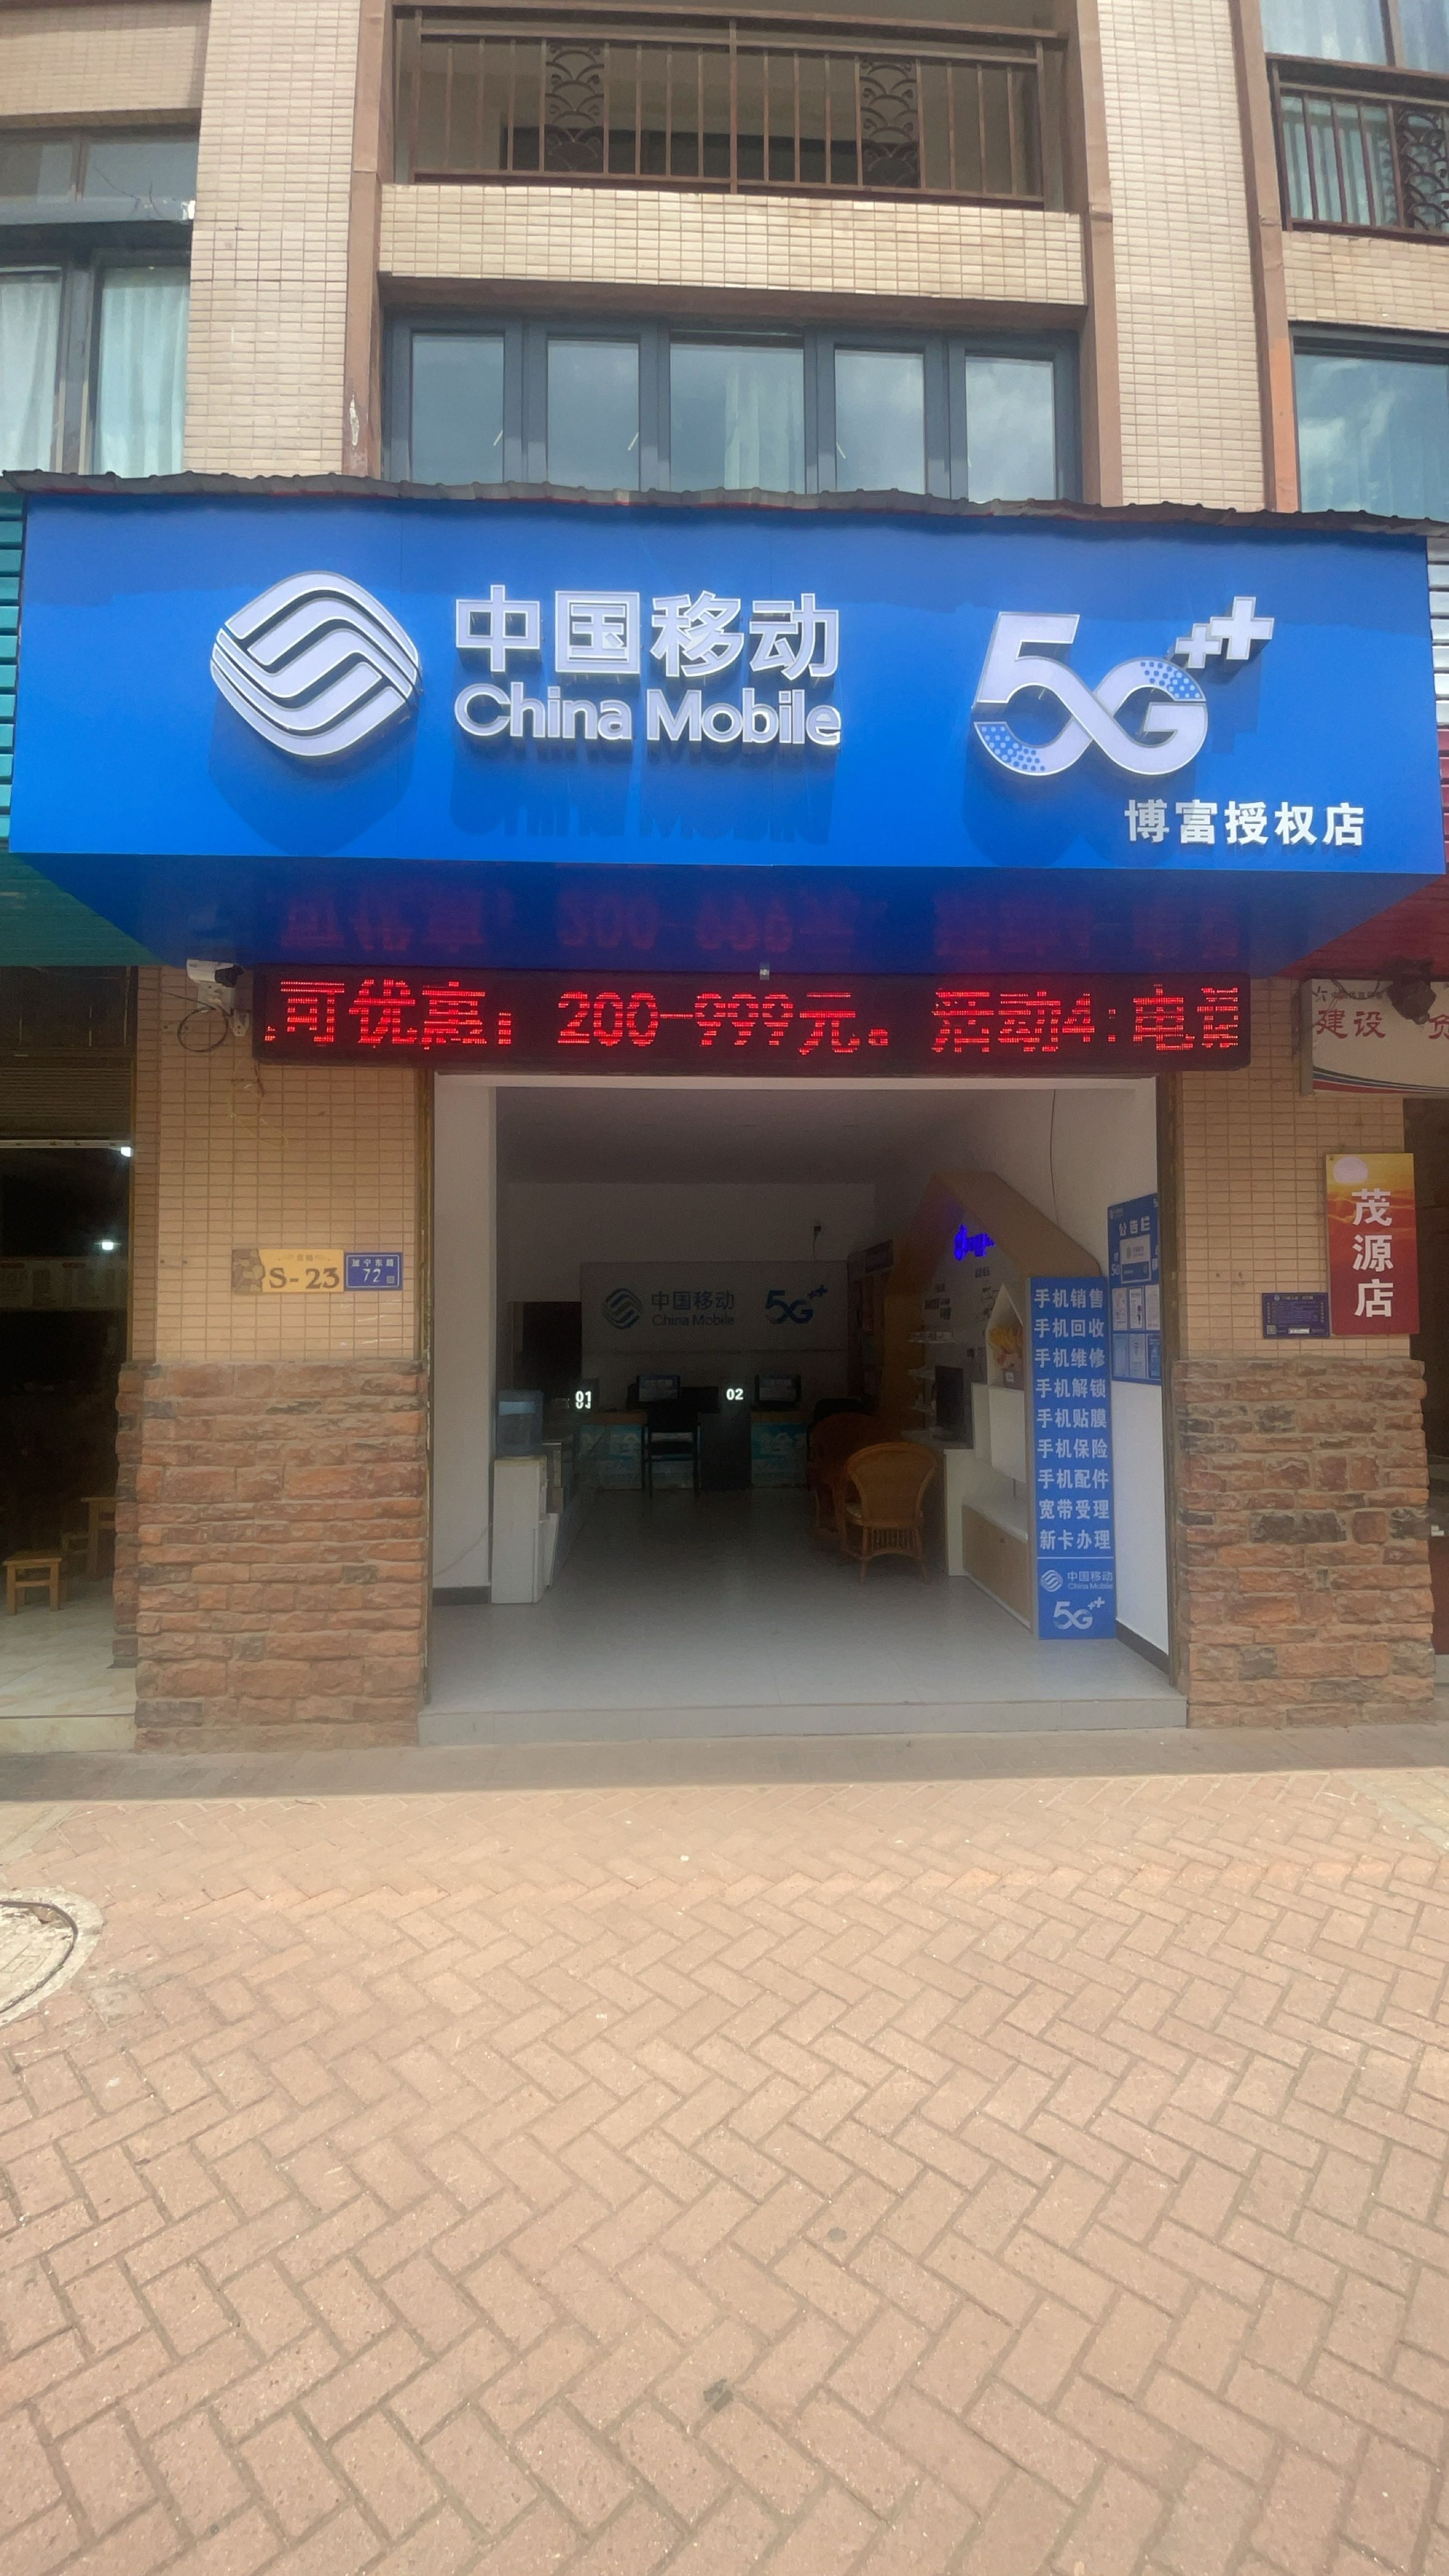 中国移动
China Mobile
5G++
博富授权店
可优惠: 200-999元。活动4:电
建设
茂源店
S-23
72
中国移动
China Mobile
5G++
01
02
公告栏
手机销售
手机回收
手机维修
手机解锁
手机贴膜
手机保险
手机配件
宽带受理
新卡办理
中国移动
China Mobile
5G++